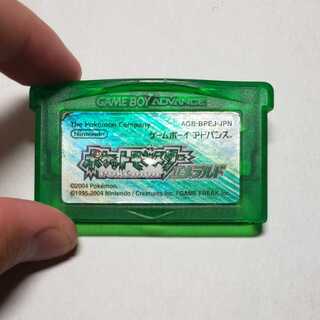 GAME BOY ADVANCE
The Pokémon Company
AGB-BPEJ-JPN
Nintendo
ゲームボーイアドバンス
ポケットモンスター
POKÉMON
エメラルド
©2004 Pokémon.
©1995-2004 Nintendo / Creatures inc. / GAME FREAK inc.